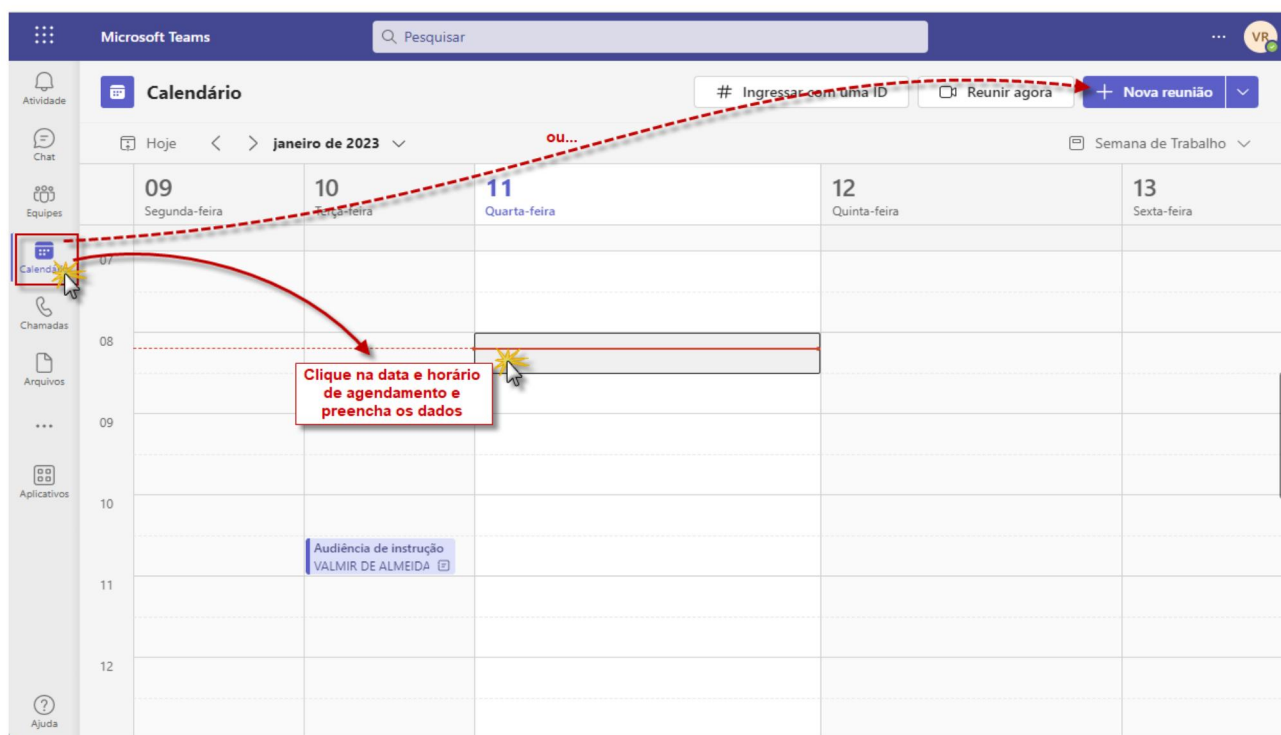 Microsoft Teams
Pesquisar
VR
Atividade
Calendário
# Ingressar com uma ID
Reunir agora
+ Nova reunião
Chat
Hoje
janeiro de 2023
ou...
Semana de Trabalho
Equipes
09
10
11
12
13
Segunda-feira
Terça-feira
Quarta-feira
Quinta-feira
Sexta-feira
Calendário
07
Chamadas
08
Arquivos
Clique na data e horário
de agendamento e
preencha os dados
09
Aplicativos
10
Audiência de instrução
VALMIR DE ALMEIDA
11
12
Ajuda